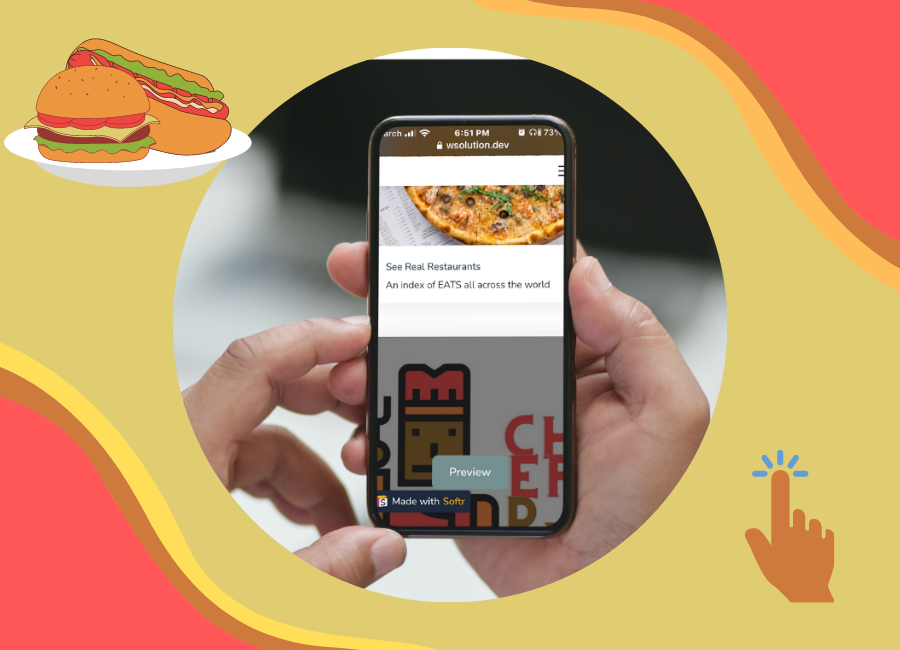 arch 6:51 PM 73%
wsolution.dev
See Real Restaurants
An index of EATS all across the world
CH
EF
Preview
Made with Softr